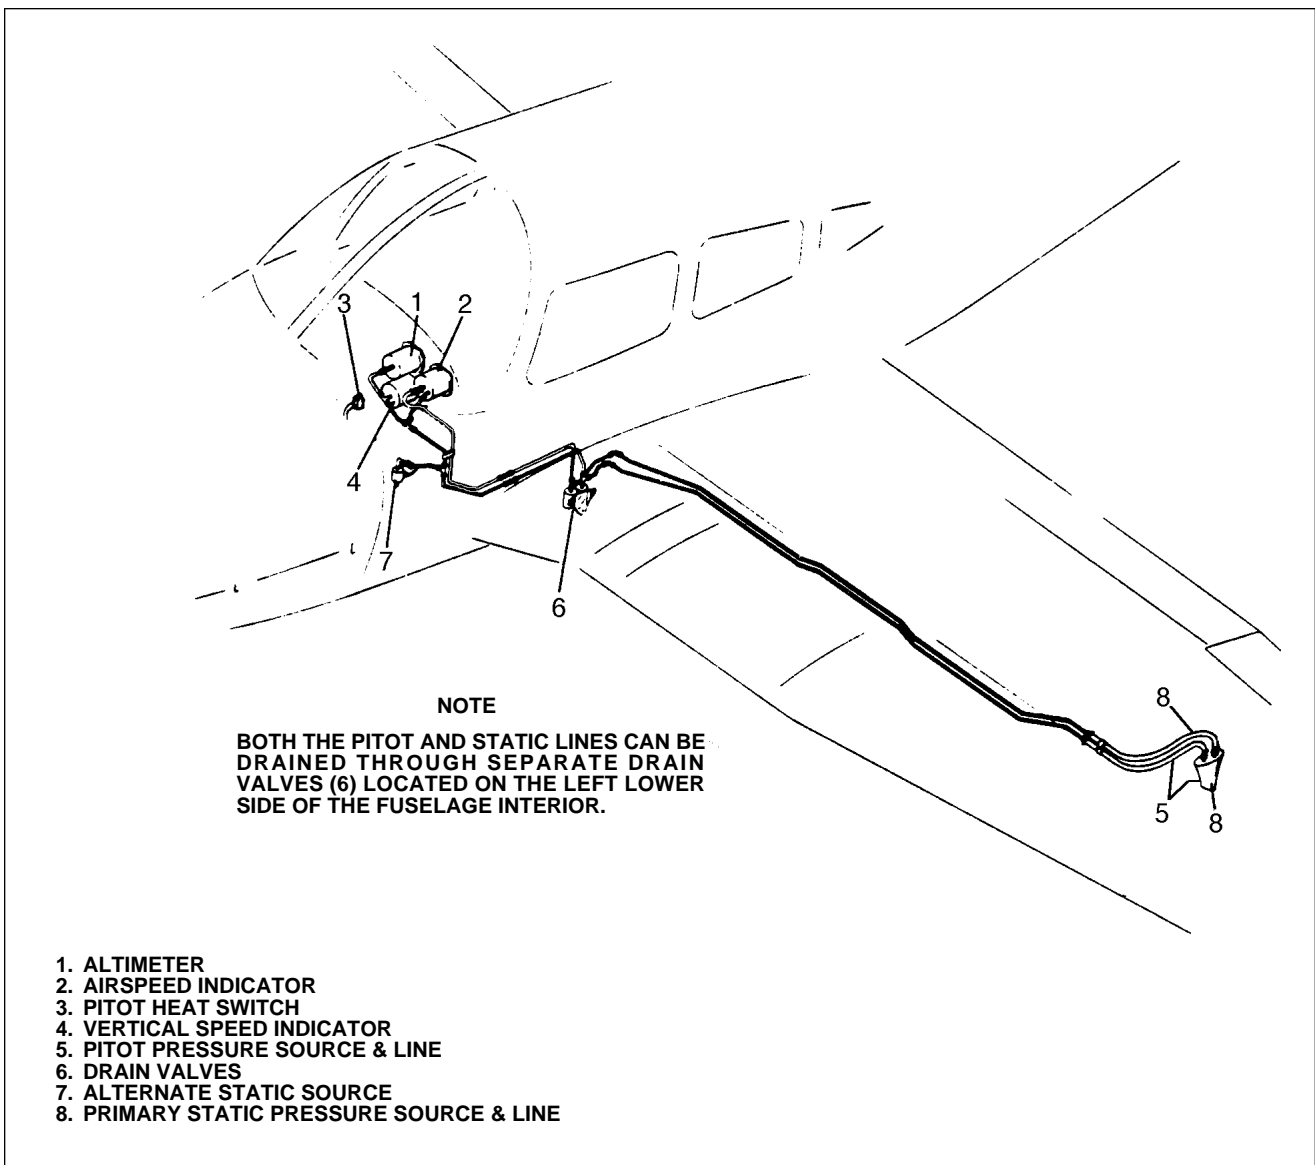 3
1
2
4
7
6
8
5
8
NOTE
BOTH THE PITOT AND STATIC LINES CAN BE
DRAINED THROUGH SEPARATE DRAIN
VALVES (6) LOCATED ON THE LEFT LOWER
SIDE OF THE FUSELAGE INTERIOR.
1. ALTIMETER
2. AIRSPEED INDICATOR
3. PITOT HEAT SWITCH
4. VERTICAL SPEED INDICATOR
5. PITOT PRESSURE SOURCE & LINE
6. DRAIN VALVES
7. ALTERNATE STATIC SOURCE
8. PRIMARY STATIC PRESSURE SOURCE & LINE